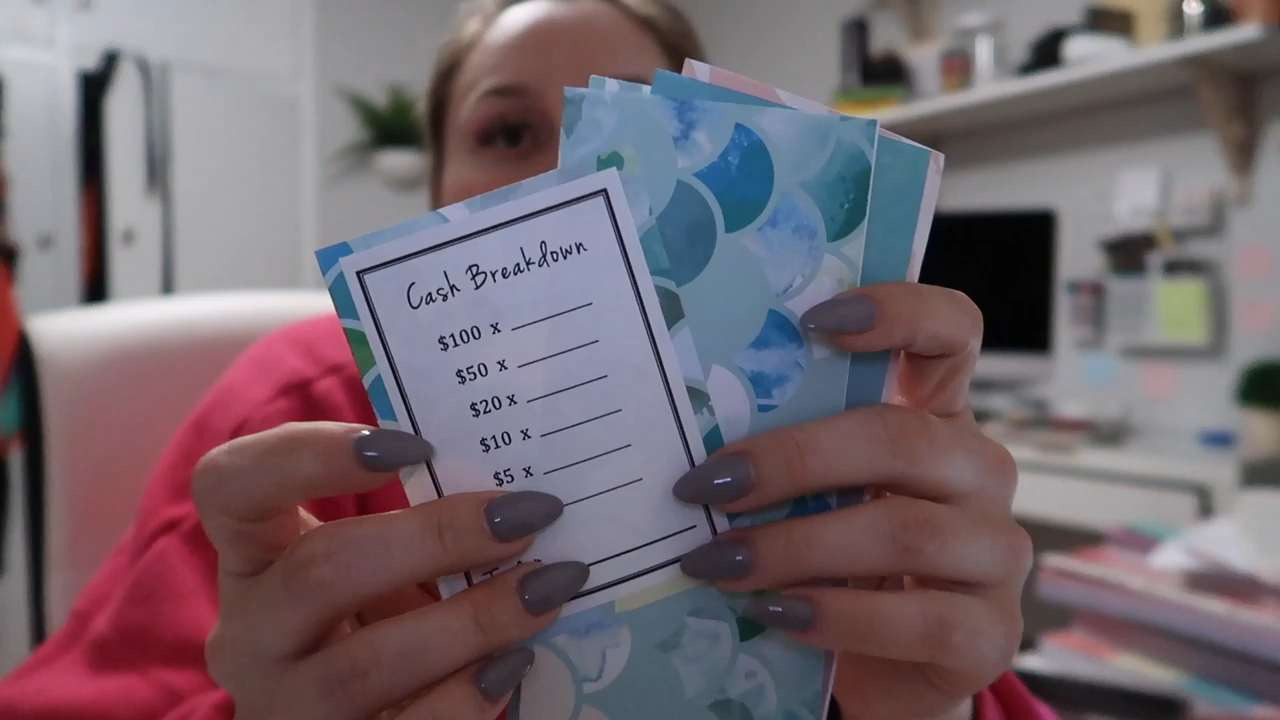 Cash Breakdown
$100 x
$50 x
$20 x
$10 x
$5 x